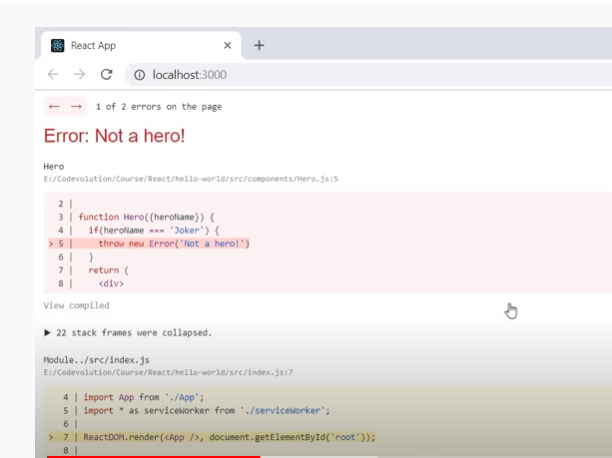 React App
localhost:3000
← → 1 of 2 errors on the page
Error: Not a hero!
Hero
E:/Codevolution/Course/React/hello-world/src/components/Hero.js:5
2 |
3 | function Hero({heroName}) {
4 |   if(heroName === 'Joker') {
> 5 |     throw new Error('Not a hero!')
6 |   }
7 |   return (
8 |     <div>
View compiled
▶ 22 stack frames were collapsed.
Module../src/index.js
E:/Codevolution/Course/React/hello-world/src/index.js:7
4 | import App from './App';
5 | import * as serviceWorker from './serviceWorker';
6 |
> 7 | ReactDOM.render(<App />, document.getElementById('root'));
8 |